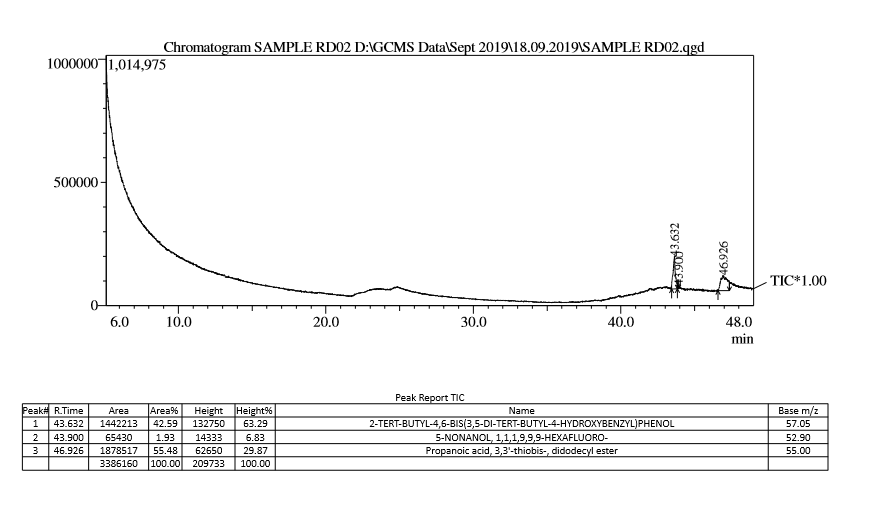 Chromatogram SAMPLE RD02 D:\GCMS Data\Sept 2019\18.09.2019\SAMPLE RD02.qgd
1000000
1,014,975
500000
43.632
43.900
46.926
TIC*1.00
0
6.0 10.0 20.0 30.0 40.0 48.0
min
Peak Report TIC
Peak# R.Time Area Area% Height Height% Name Base m/z
1 43.632 1442213 42.59 132750 63.29 2-TERT-BUTYL-4,6-BIS(3,5-DI-TERT-BUTYL-4-HYDROXYBENZYL)PHENOL 57.05
2 43.900 65430 1.93 14333 6.83 5-NONANOL, 1,1,1,9,9,9-HEXAFLURO- 52.90
3 46.926 1878517 55.48 62650 29.87 Propanoic acid, 3,3'-thiobis-, didodecyl ester 55.00
3386160 100.00 209733 100.00